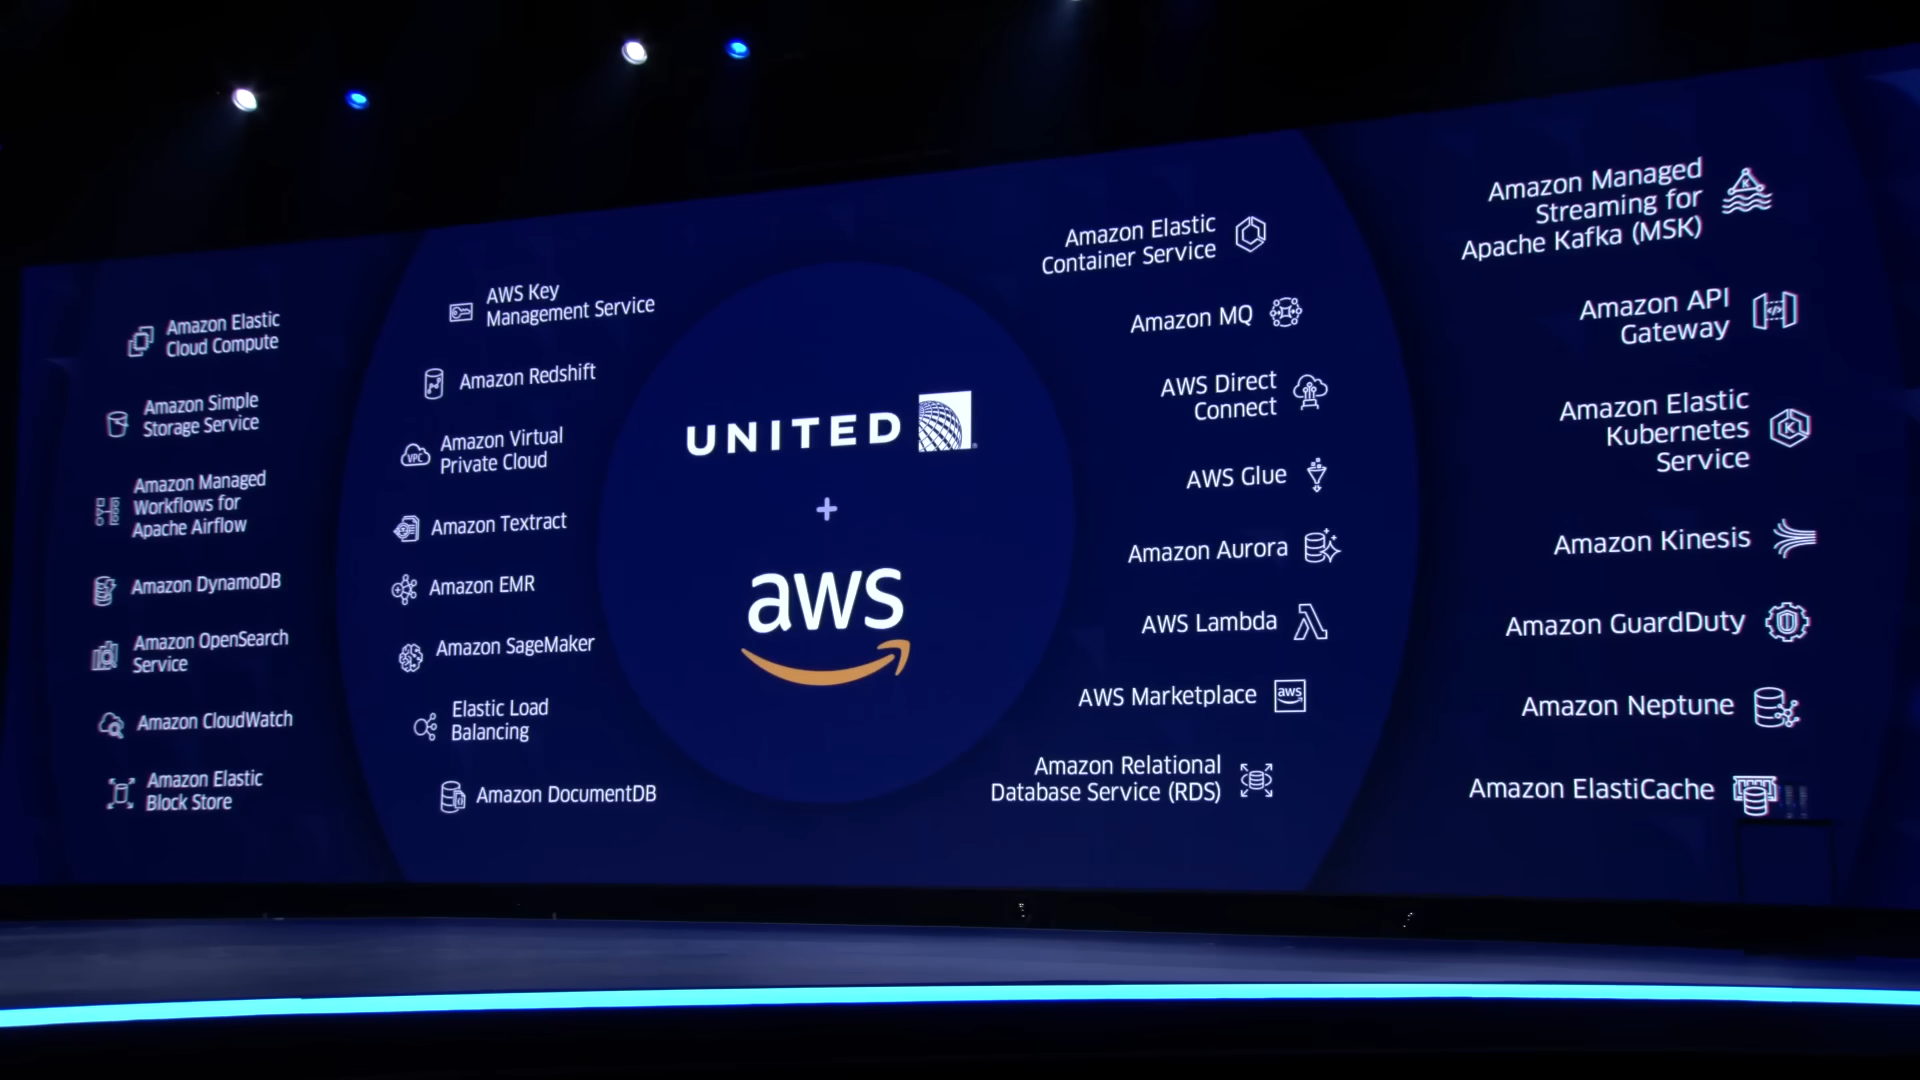 Amazon Elastic
Cloud Compute
Amazon Simple
Storage Service
Amazon Managed
Workflows for
Apache Airflow
Amazon DynamoDB
Amazon OpenSearch
Service
Amazon CloudWatch
Amazon Elastic
Block Store
AWS Key
Management Service
Amazon Redshift
VPC
Amazon Virtual
Private Cloud
Amazon Textract
Amazon EMR
Amazon SageMaker
Elastic Load
Balancing
Amazon DocumentDB
UNITED
+
aws
Amazon Elastic
Container Service
Amazon MQ
AWS Direct
Connect
AWS Glue
Amazon Aurora
AWS Lambda
AWS Marketplace
aws
Amazon Relational
Database Service (RDS)
Amazon Managed
Streaming for
Apache Kafka (MSK)
K
Amazon API
Gateway
</>
Amazon Elastic
Kubernetes
Service
K
Amazon Kinesis
Amazon GuardDuty
Amazon Neptune
Amazon ElastiCache